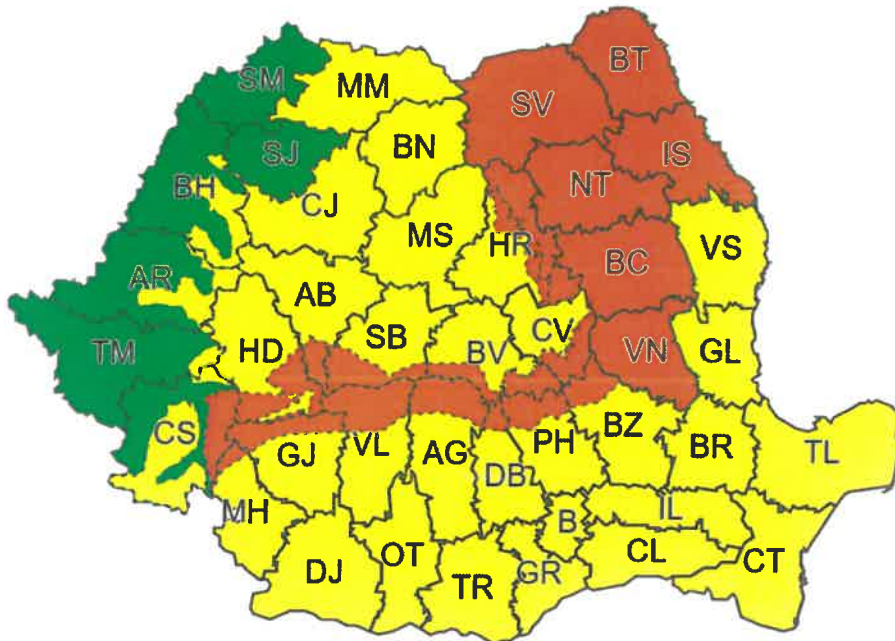 SM
MM
BT
SV
SJ
BN
IS
BH
NT
CJ
MS
HR
VS
BC
AR
AB
SB
CV
TM
HD
BV
VN
GL
CS
GJ
VL
AG
PH
BZ
BR
TL
DB
MH
B
IL
DJ
OT
TR
GR
CL
CT